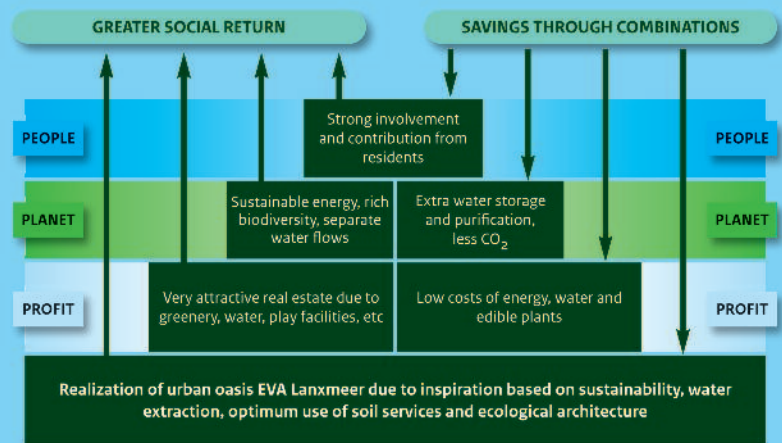 GREATER SOCIAL RETURN
SAVINGS THROUGH COMBINATIONS
PEOPLE
Strong involvement
and contribution from
residents
PEOPLE
PLANET
Sustainable energy, rich
biodiversity, separate
water flows
Extra water storage
and purification,
less CO₂
PLANET
PROFIT
Very attractive real estate due to
greenery, water, play facilities, etc
Low costs of energy, water and
edible plants
PROFIT
Realization of urban oasis EVA Lanxmeer due to inspiration based on sustainability, water
extraction, optimum use of soil services and ecological architecture